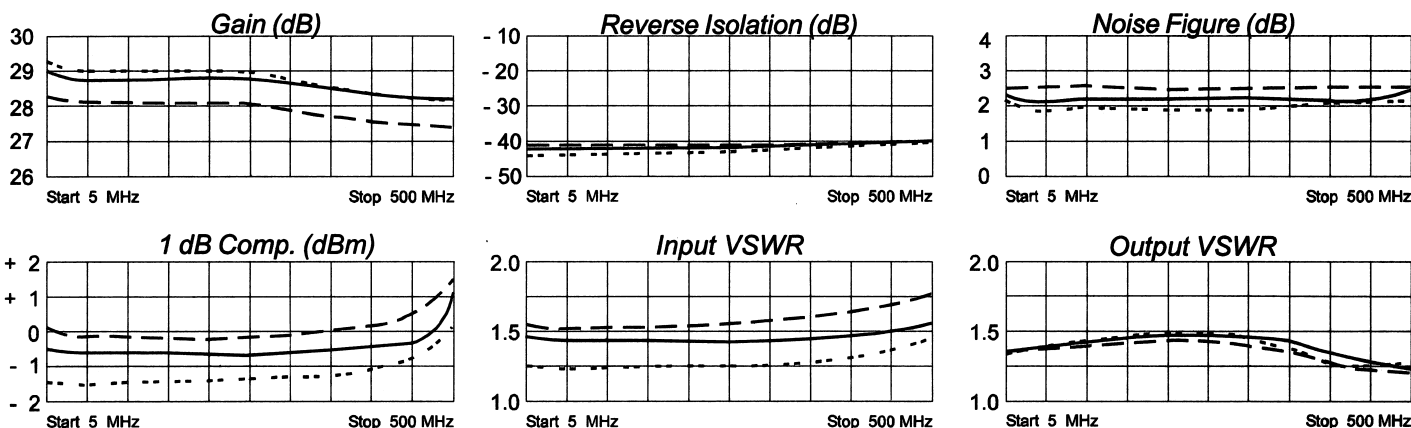 Gain (dB)
30
29
28
27
26
Start 5 MHz
Stop 500 MHz
Reverse Isolation (dB)
- 10
- 20
- 30
- 40
- 50
Start 5 MHz
Stop 500 MHz
Noise Figure (dB)
4
3
2
1
0
Start 5 MHz
Stop 500 MHz
1 dB Comp. (dBm)
+ 2
+ 1
0
- 1
- 2
Start 5 MHz
Stop 500 MHz
Input VSWR
2.0
1.5
1.0
Start 5 MHz
Stop 500 MHz
Output VSWR
2.0
1.5
1.0
Start 5 MHz
Stop 500 MHz